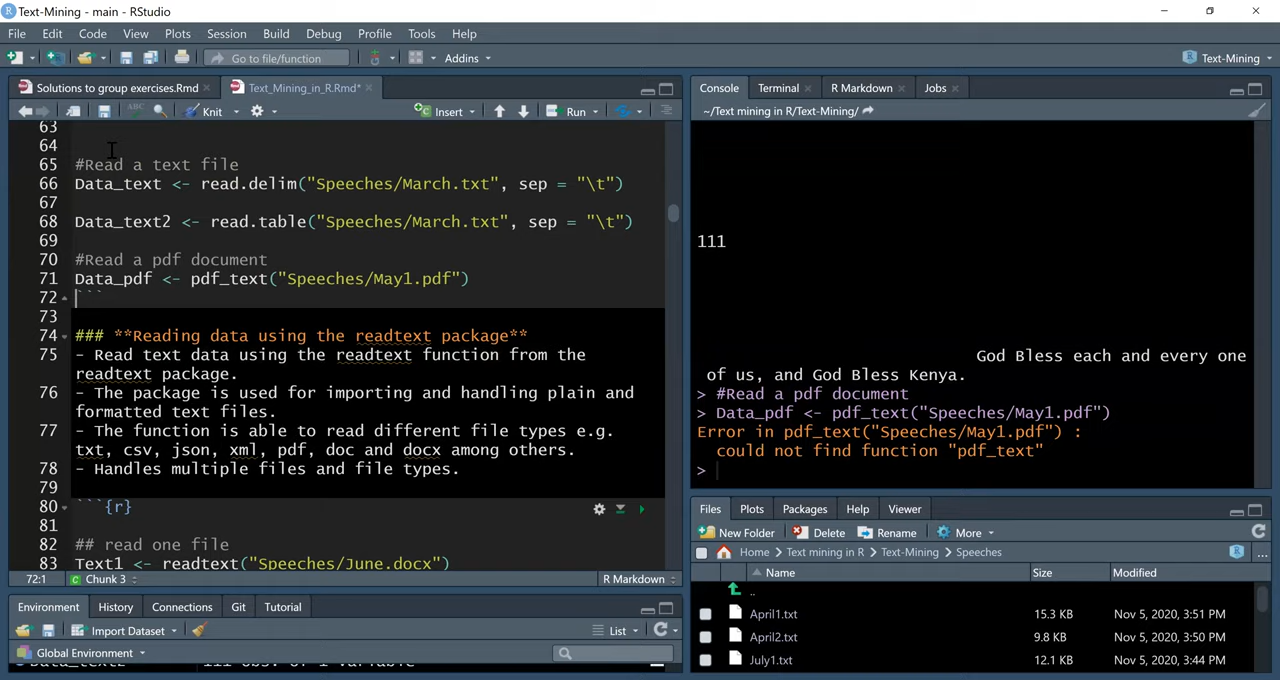 Text-Mining - main - RStudio
File Edit Code View Plots Session Build Debug Profile Tools Help
Go to file/function Addins Text-Mining
Solutions to group exercises.Rmd Text_Mining_in_R.Rmd*
ABC Knit Insert Run
63
64
65 #Read a text file
66 Data_text <- read.delim("Speeches/March.txt", sep = "\t")
67
68 Data_text2 <- read.table("Speeches/March.txt", sep = "\t")
69
70 #Read a pdf document
71 Data_pdf <- pdf_text("Speeches/May1.pdf")
72 ```
73
74 ### **Reading data using the readtext package**
75 - Read text data using the readtext function from the
readtext package.
76 - The package is used for importing and handling plain and
formatted text files.
77 - The function is able to read different file types e.g.
txt, csv, json, xml, pdf, doc and docx among others.
78 - Handles multiple files and file types.
79
80 ```{r}
81
82 ## read one file
83 Text1 <- readtext("Speeches/June.docx")
72:1 Chunk 3 R Markdown
Environment History Connections Git Tutorial
Import Dataset List
Global Environment
Data_text2 111 obs. of 1 variable
Console Terminal R Markdown Jobs
~/Text mining in R/Text-Mining/
111
God Bless each and every one
of us, and God Bless Kenya.
> #Read a pdf document
> Data_pdf <- pdf_text("Speeches/May1.pdf")
Error in pdf_text("Speeches/May1.pdf") :
could not find function "pdf_text"
>
Files Plots Packages Help Viewer
New Folder Delete Rename More
Home Text mining in R Text-Mining Speeches ...
Name Size Modified
..
April1.txt 15.3 KB Nov 5, 2020, 3:51 PM
April2.txt 9.8 KB Nov 5, 2020, 3:50 PM
July1.txt 12.1 KB Nov 5, 2020, 3:44 PM